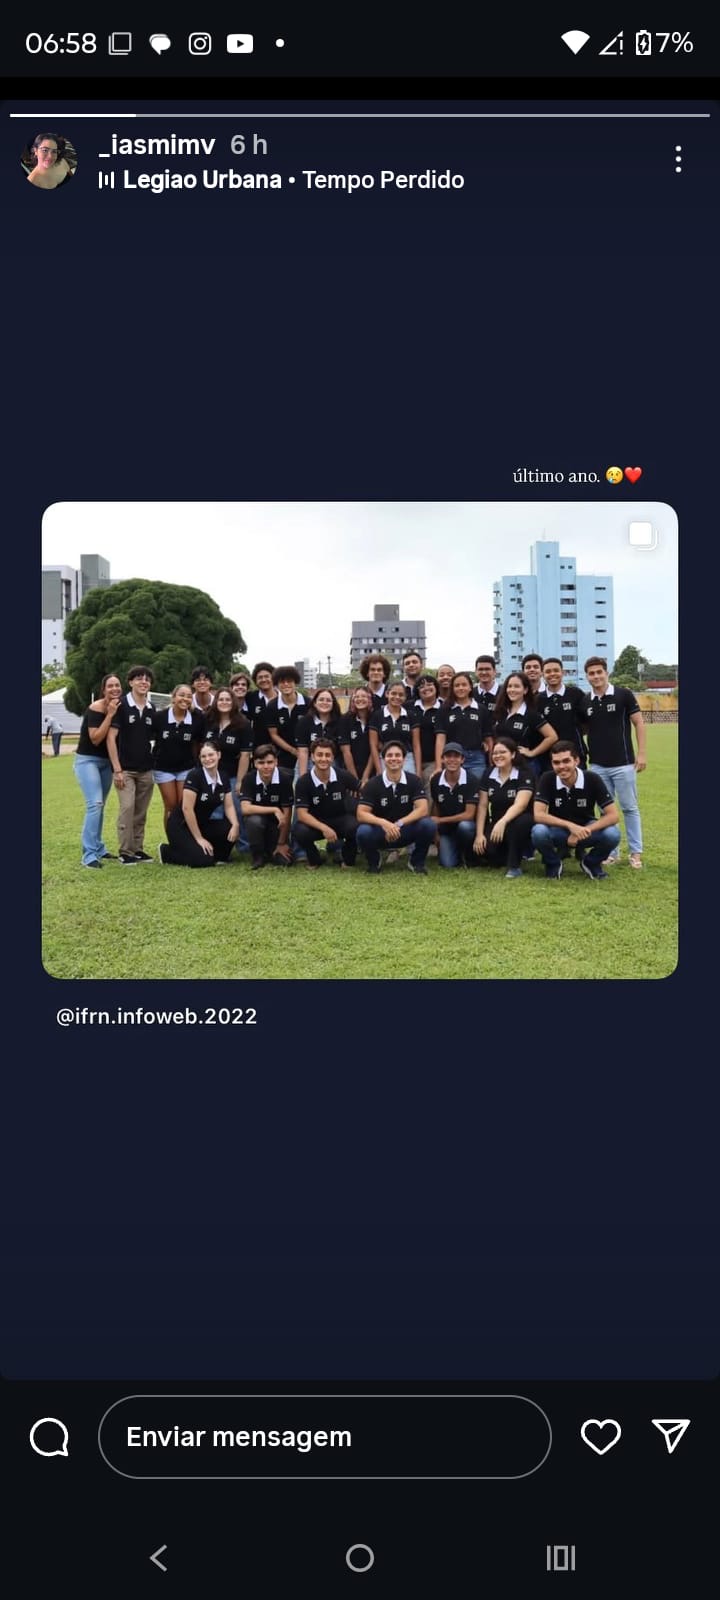 06:58
7%
_iasmimv 6 h
Legiao Urbana • Tempo Perdido
último ano. 😢❤️
@ifrn.infoweb.2022
Enviar mensagem